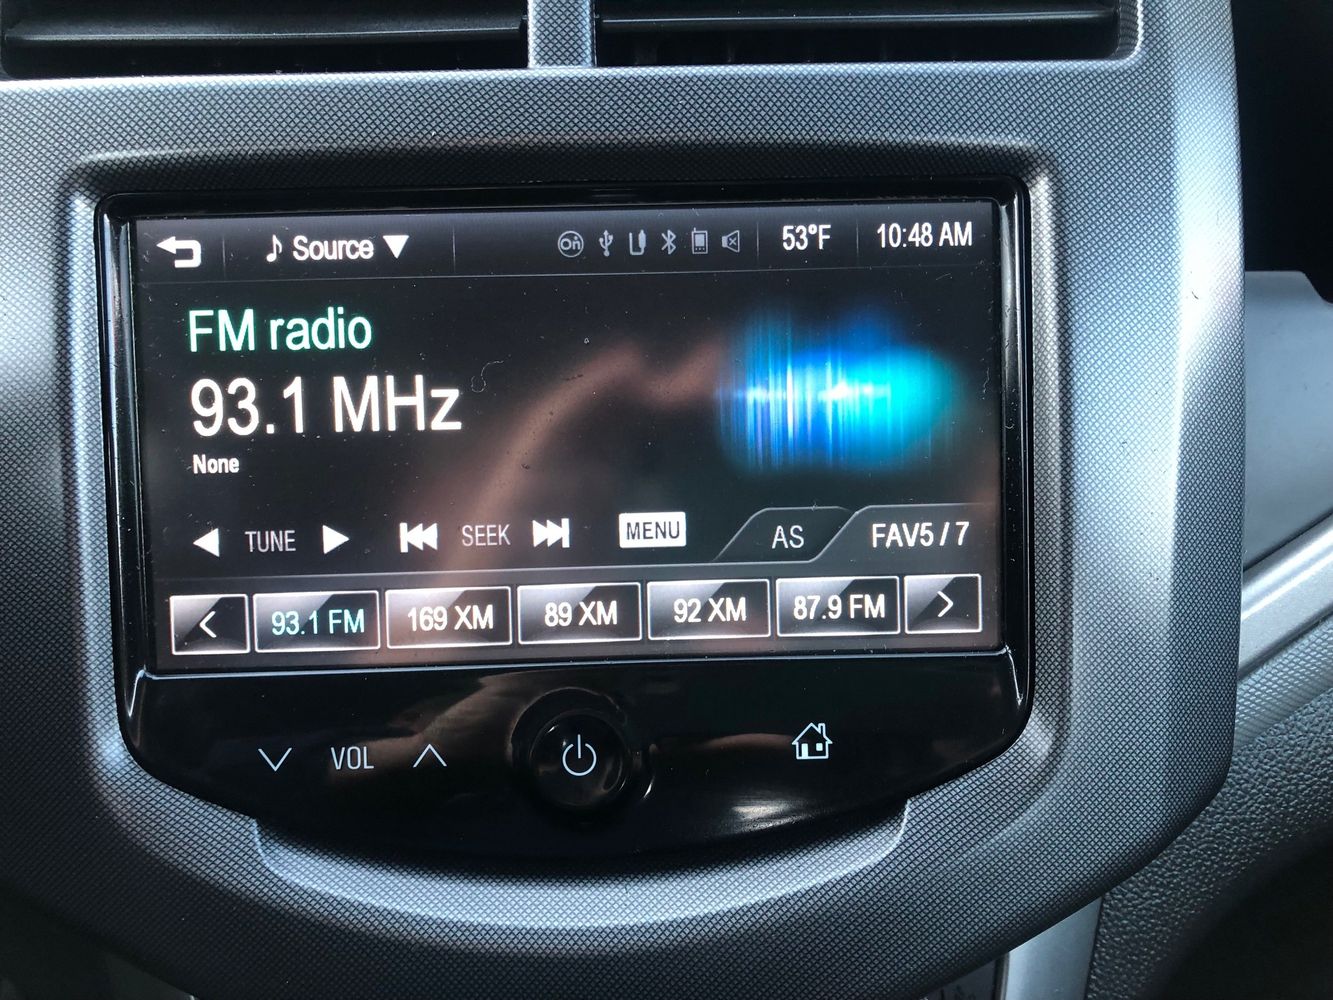 Source 53°F 10:48 AM
FM radio
93.1 MHz
None
TUNE SEEK MENU AS FAV5 / 7
93.1 FM 169 XM 89 XM 92 XM 87.9 FM
VOL